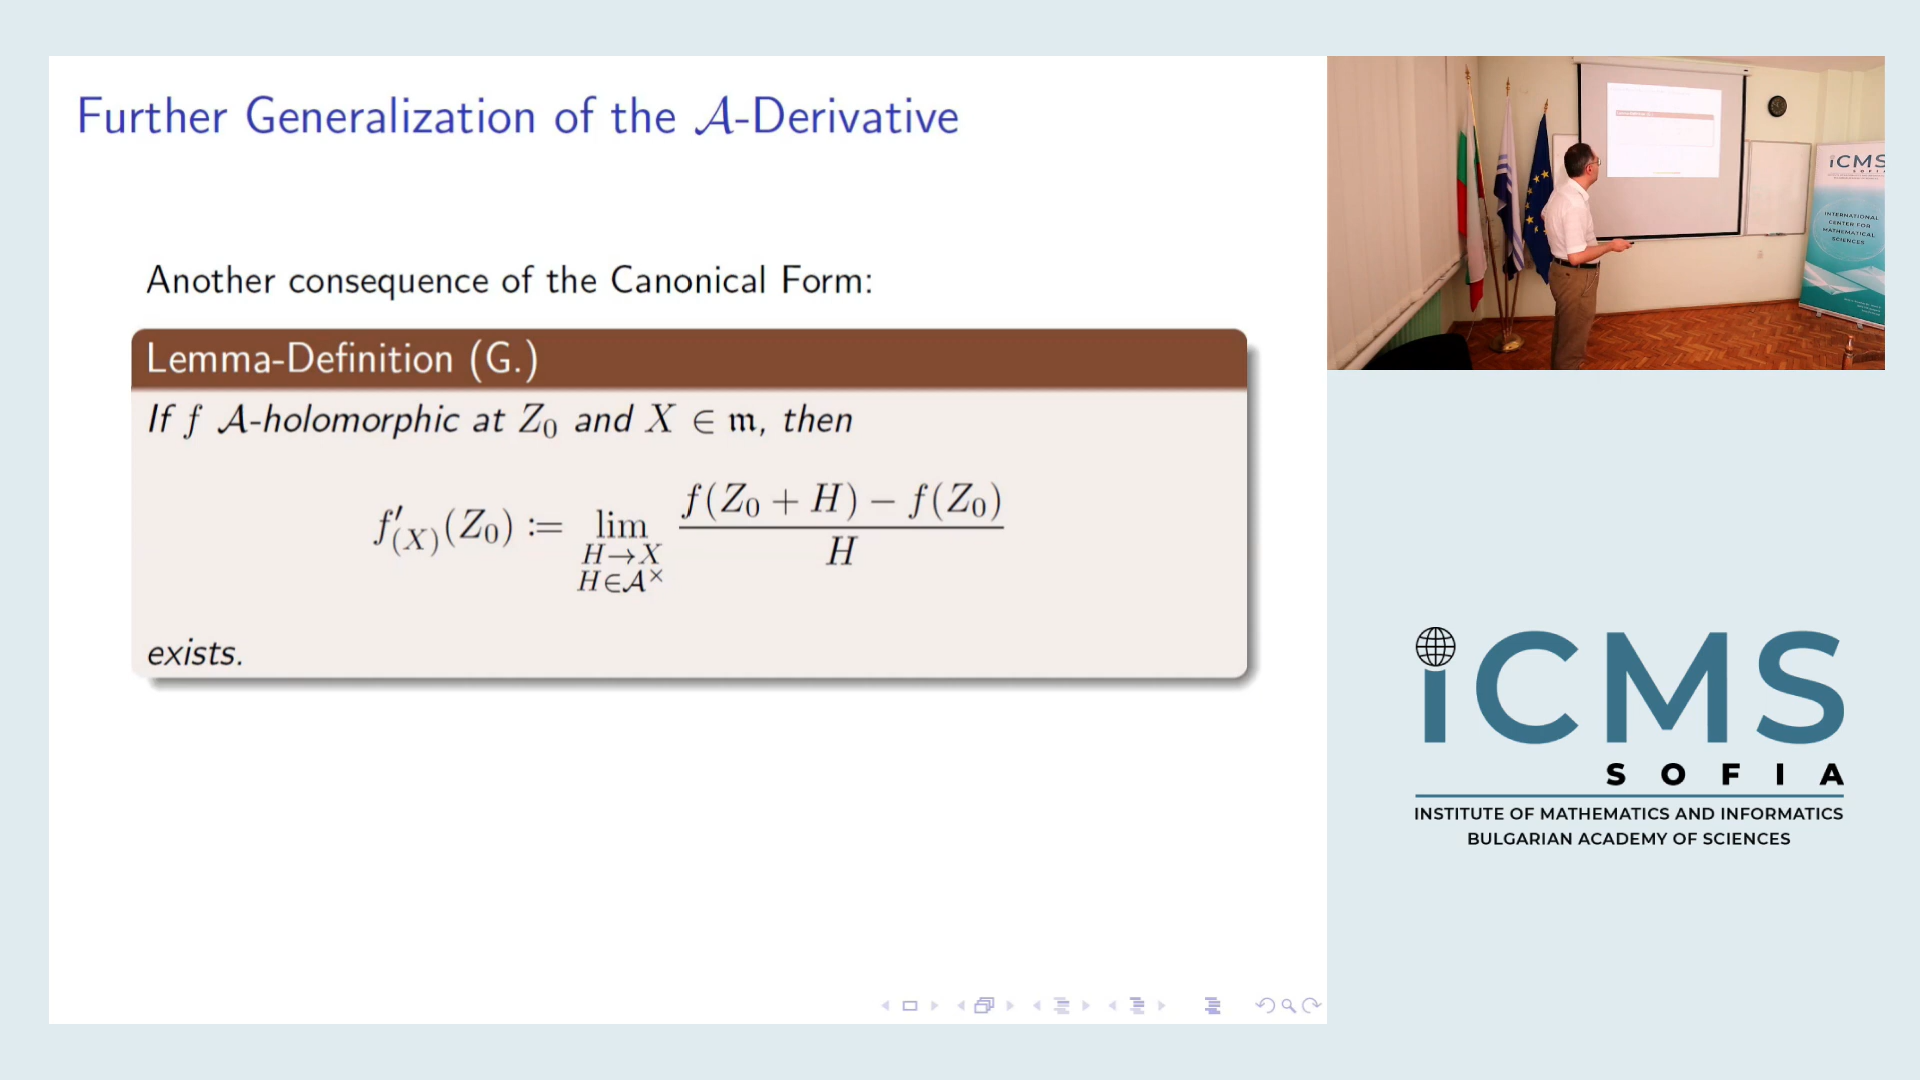 Further Generalization of the 𝒜-Derivative
Another consequence of the Canonical Form:
Lemma-Definition (G.)
If f 𝒜-holomorphic at Z₀ and X ∈ 𝔪, then
f′₍X₎(Z₀) := lim_{H→X, H∈𝒜×} (f(Z₀ + H) − f(Z₀)) / H
exists.
iCMS
SOFIA
INTERNATIONAL
CENTER FOR
MATHEMATICAL
SCIENCES
iCMS
SOFIA
INSTITUTE OF MATHEMATICS AND INFORMATICS
BULGARIAN ACADEMY OF SCIENCES